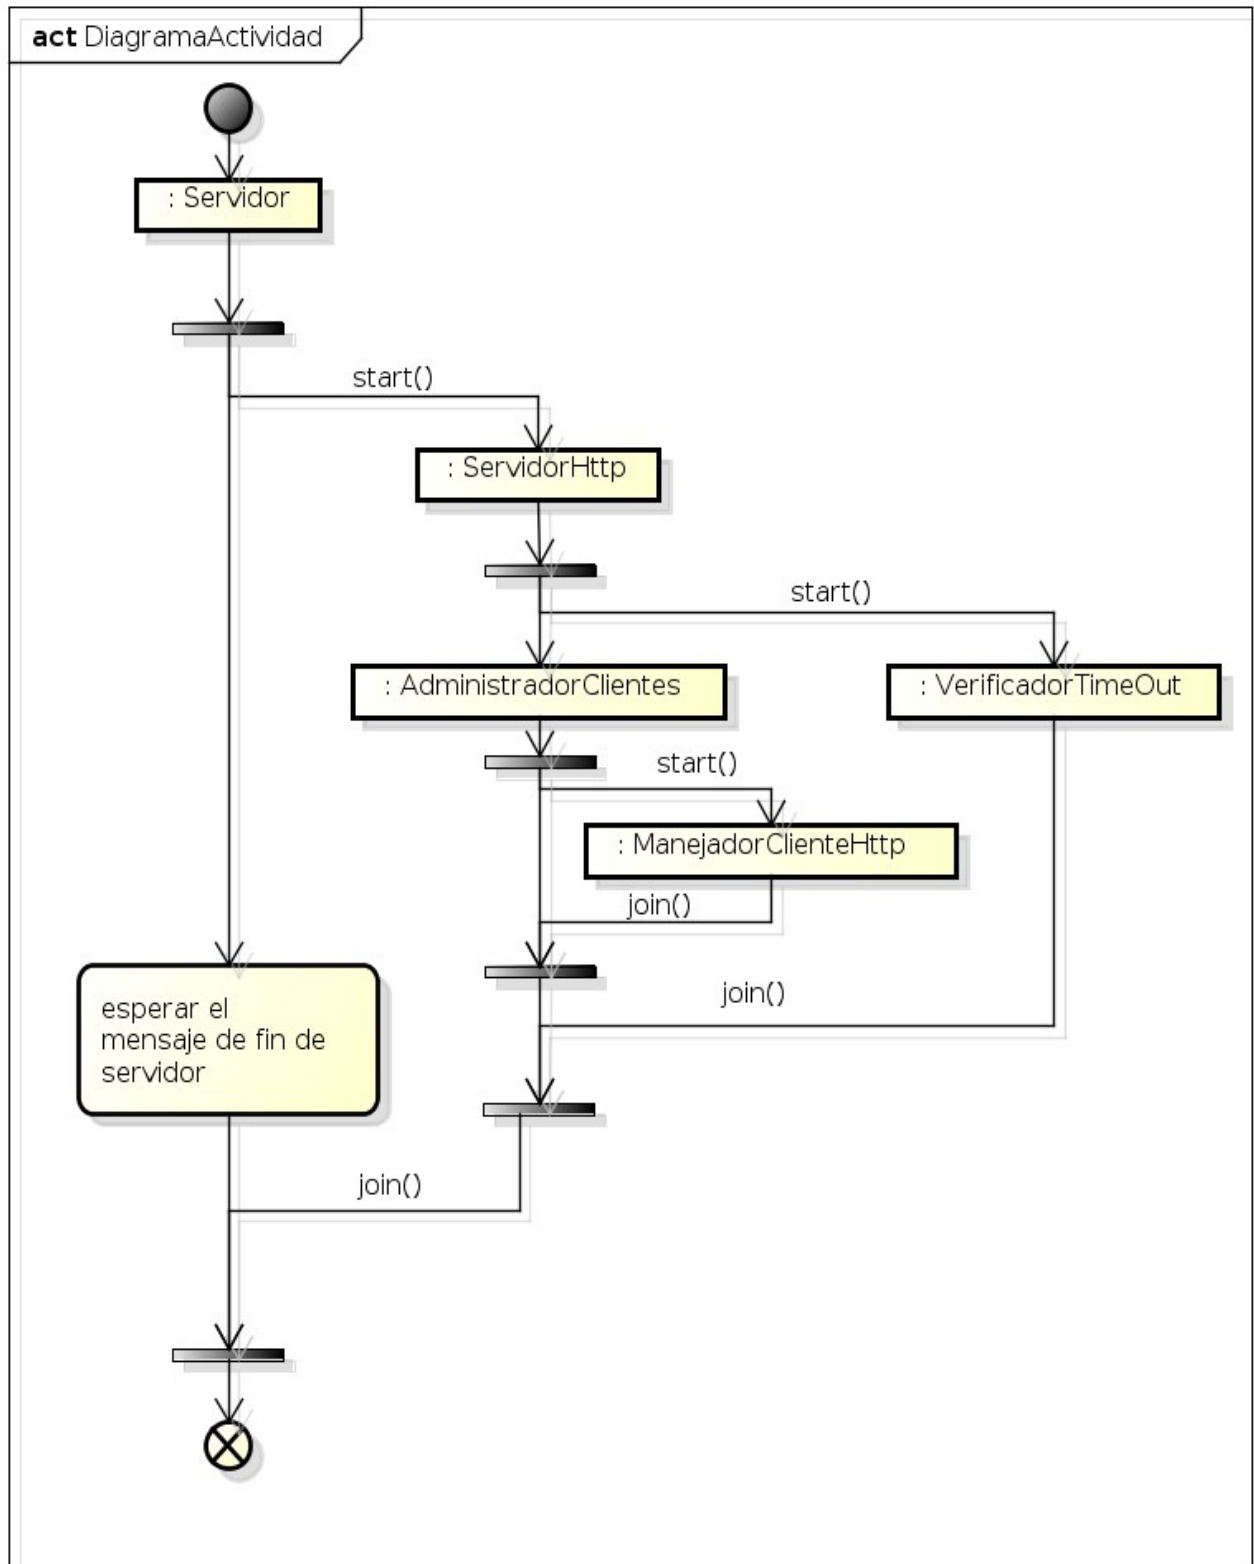 act DiagramaActividad
: Servidor
start()
: ServidorHttp
start()
: AdministradorClientes
: VerificadorTimeOut
start()
: ManejadorClienteHttp
join()
esperar el
mensaje de fin de
servidor
join()
join()